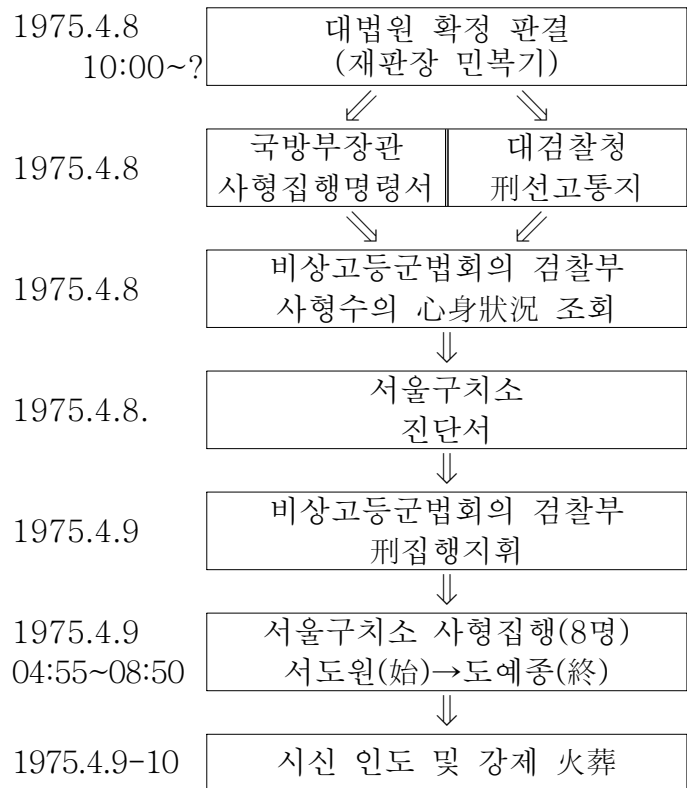 1975.4.8
10:00~?
대법원 확정 판결
(재판장 민복기)
1975.4.8
국방부장관
사형집행명령서
대검찰청
刑선고통지
1975.4.8
비상고등군법회의 검찰부
사형수의 心身狀況 조회
1975.4.8.
서울구치소
진단서
1975.4.9
비상고등군법회의 검찰부
刑집행지휘
1975.4.9
04:55~08:50
서울구치소 사형집행(8명)
서도원(始)→도예종(終)
1975.4.9-10
시신 인도 및 강제 火葬